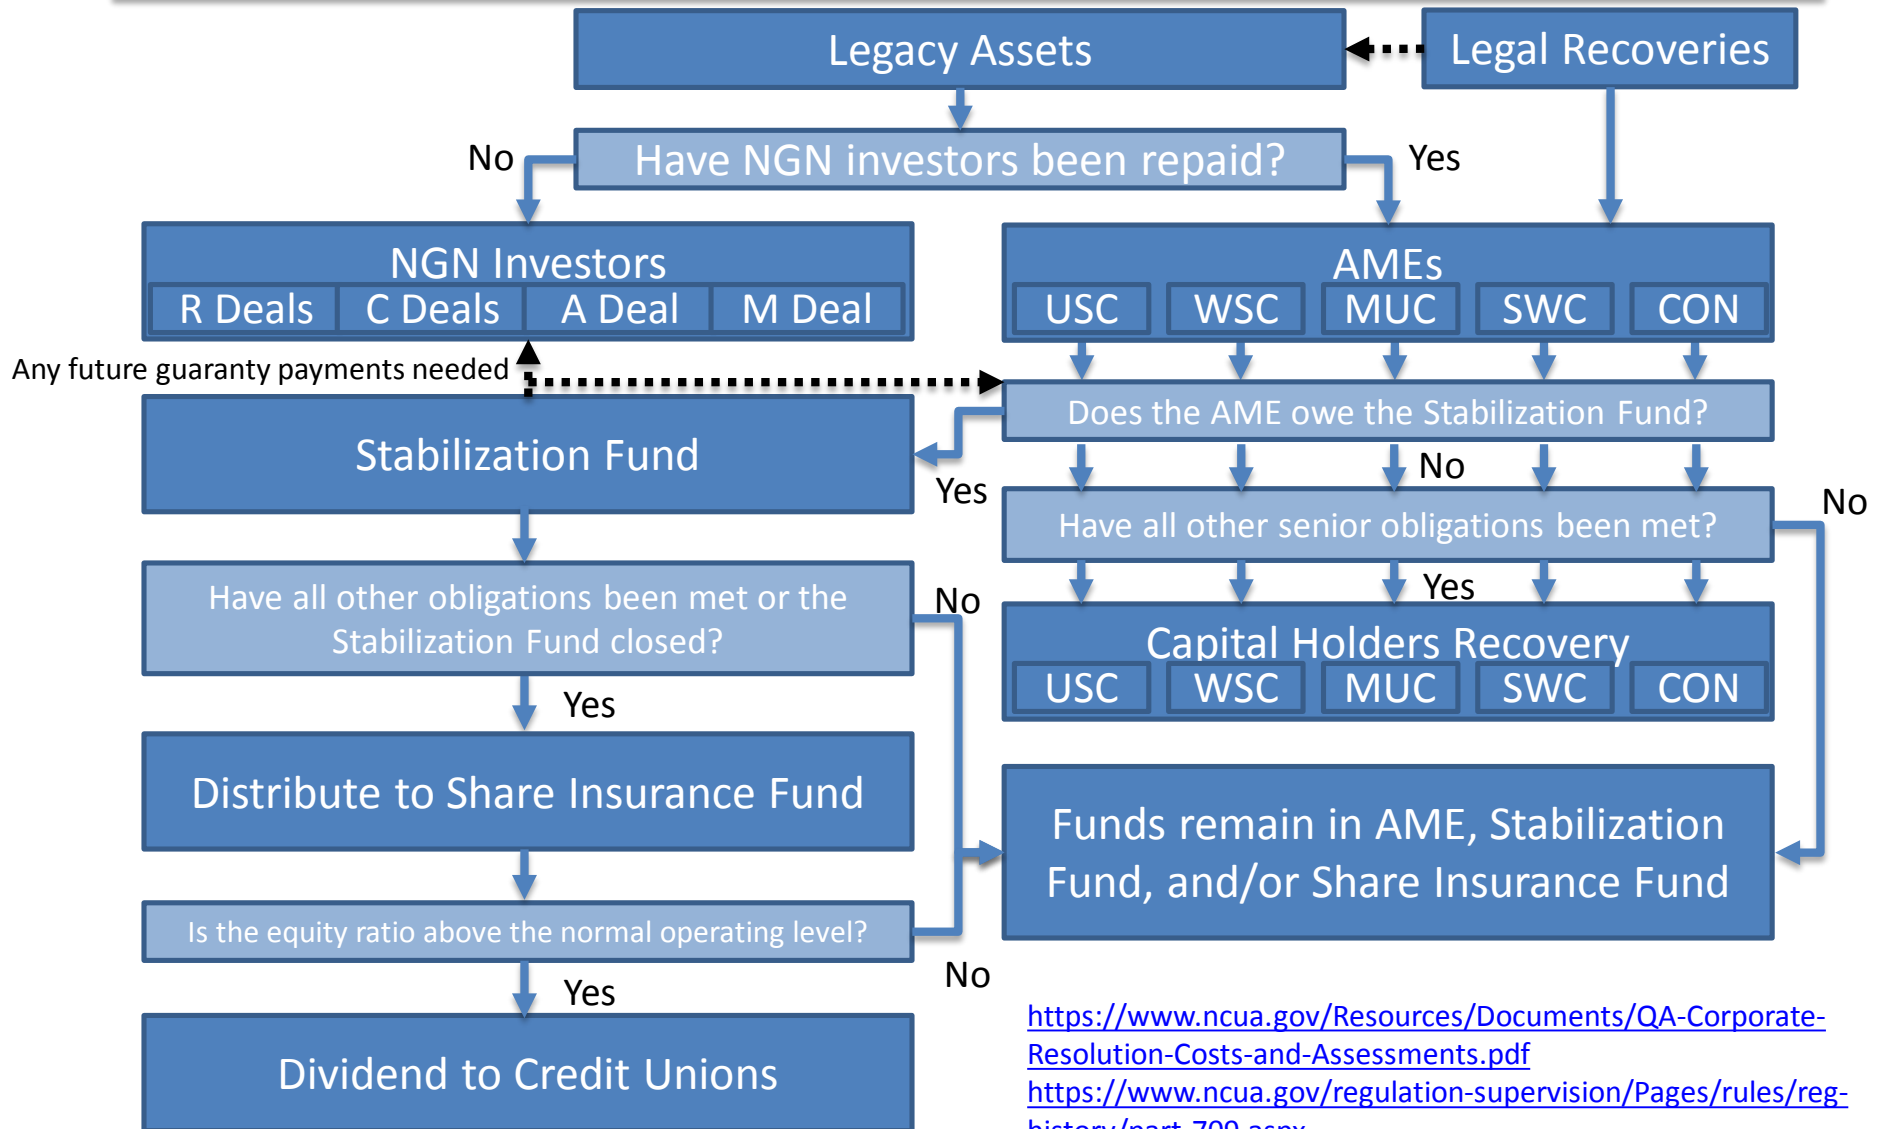 Legacy Assets
Legal Recoveries
No
Have NGN investors been repaid?
Yes
NGN Investors
R Deals
C Deals
A Deal
M Deal
AMEs
USC
WSC
MUC
SWC
CON
Any future guaranty payments needed
Does the AME owe the Stabilization Fund?
Stabilization Fund
Yes
No
Have all other senior obligations been met?
No
Have all other obligations been met or the
Stabilization Fund closed?
No
Yes
Capital Holders Recovery
USC
WSC
MUC
SWC
CON
Yes
Distribute to Share Insurance Fund
Funds remain in AME, Stabilization
Fund, and/or Share Insurance Fund
Is the equity ratio above the normal operating level?
No
Yes
Dividend to Credit Unions
https://www.ncua.gov/Resources/Documents/QA-Corporate-
Resolution-Costs-and-Assessments.pdf
https://www.ncua.gov/regulation-supervision/Pages/rules/reg-
history/part-709.aspx